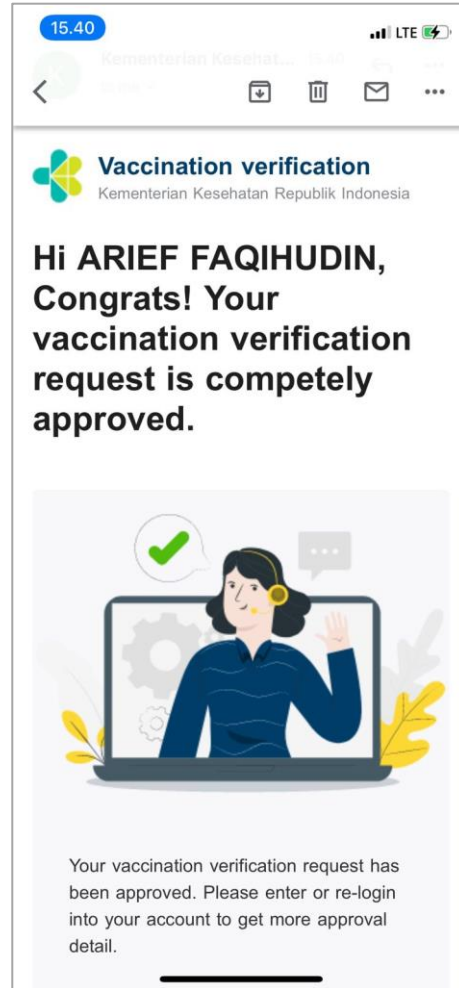 15.40
LTE
Kementerian Kesehat... 15.40
K
Vaccination verification
Kementerian Kesehatan Republik Indonesia
Hi ARIEF FAQIHUDIN,
Congrats! Your
vaccination verification
request is competely
approved.
Your vaccination verification request has
been approved. Please enter or re-login
into your account to get more approval
detail.